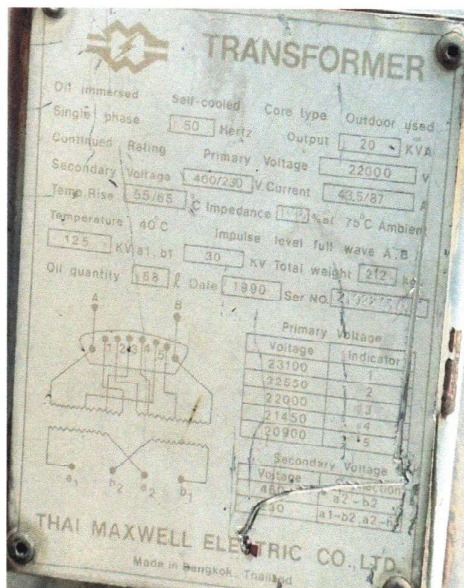 TRANSFORMER
Oil immersed Self-cooled Core type Outdoor used
Single phase 50 Hertz Output 20 KVA
Continued Rating Primary Voltage 22000 V
Secondary Voltage 460/230 V. Current 43.5/87 A
Temp. Rise 55/65 °C Impedance % at 75°C Ambient
Temperature 40°C Impulse level full wave A.B
125 KV a1, b1 30 KV Total weight 212 kg
Oil quantity 58 ℓ Date 1990 Ser NO.
A B
1 2 3 4 5
a1 b2 a2 b1
Primary Voltage
Voltage Indicator
23100 1
22550 2
22000 3
21450 4
20900 5
Secondary Voltage
Voltage
a2-b2
230 a1-b2, a2-b1
THAI MAXWELL ELECTRIC CO., LTD.
Made in Bangkok, Thailand